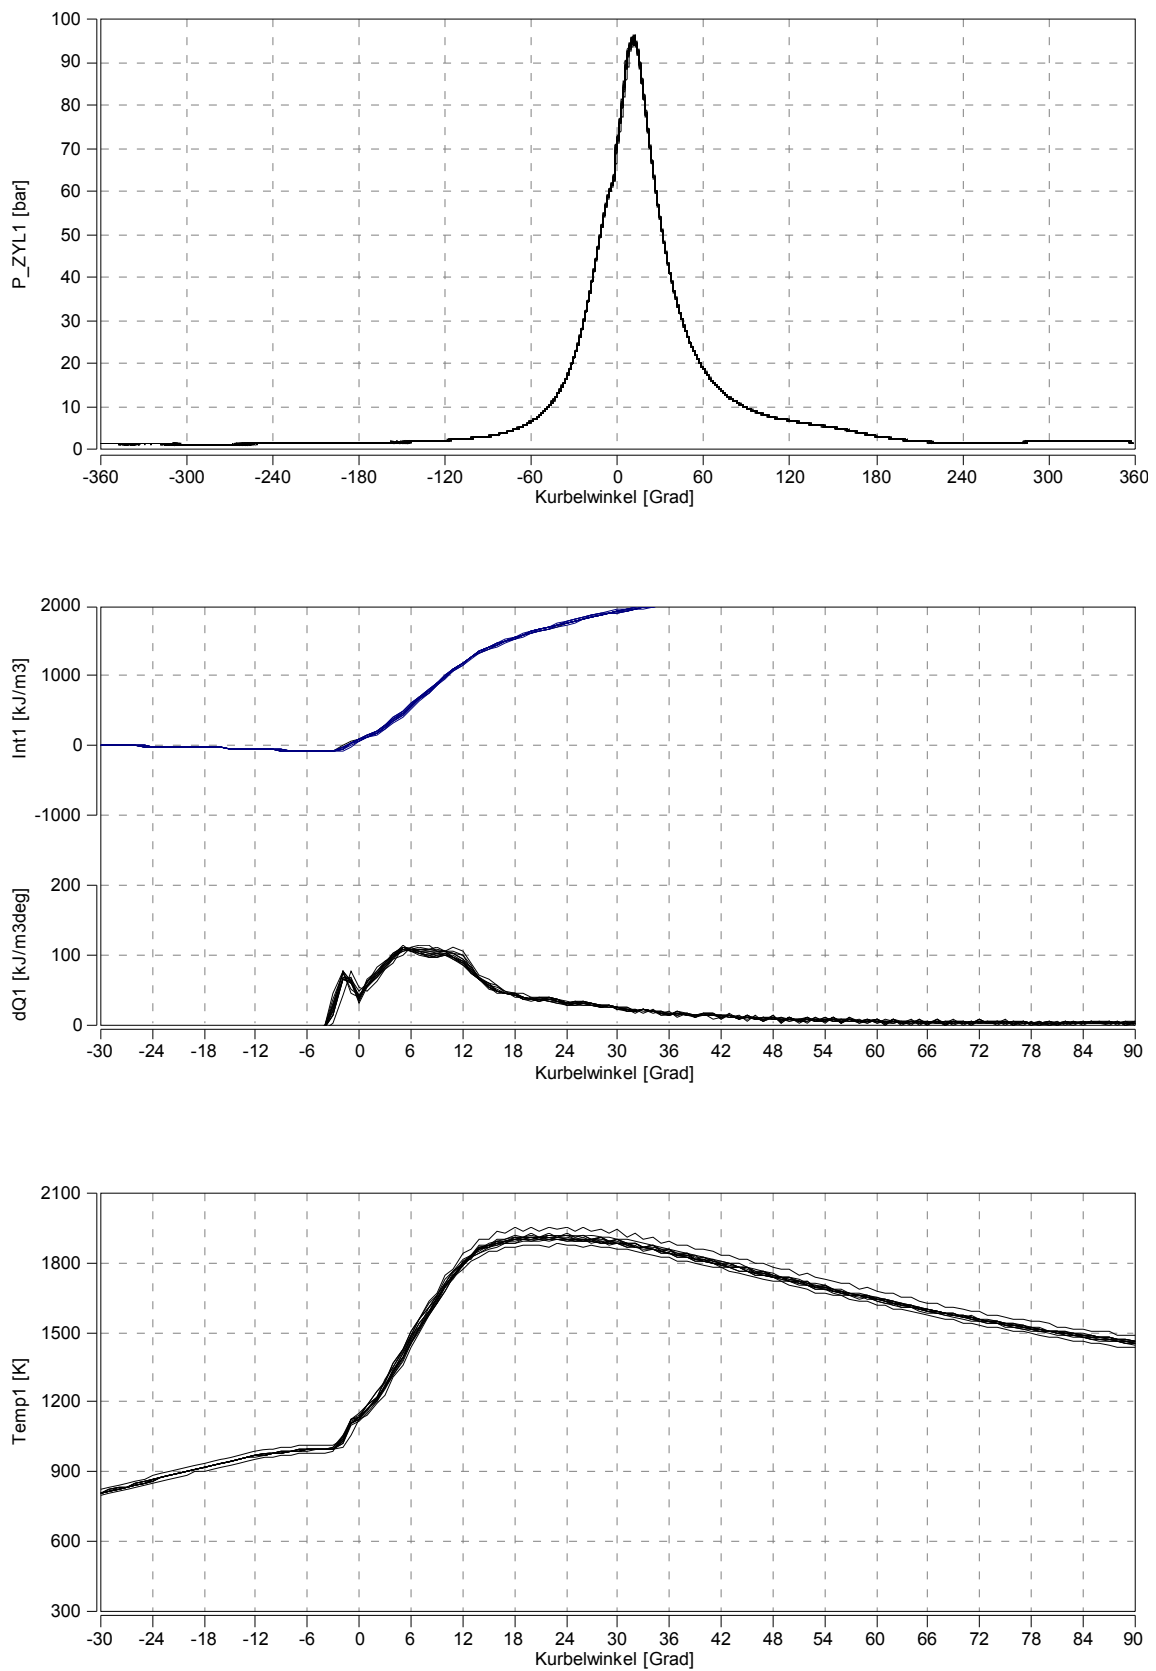 100
90
80
70
60
50
40
30
20
10
0
P_ZYL1 [bar]
-360 -300 -240 -180 -120 -60 0 60 120 180 240 300 360
Kurbelwinkel [Grad]
2000
1000
0
-1000
Int1 [kJ/m3]
200
100
0
dQ1 [kJ/m3deg]
-30 -24 -18 -12 -6 0 6 12 18 24 30 36 42 48 54 60 66 72 78 84 90
Kurbelwinkel [Grad]
2100
1800
1500
1200
900
600
300
Temp1 [K]
-30 -24 -18 -12 -6 0 6 12 18 24 30 36 42 48 54 60 66 72 78 84 90
Kurbelwinkel [Grad]